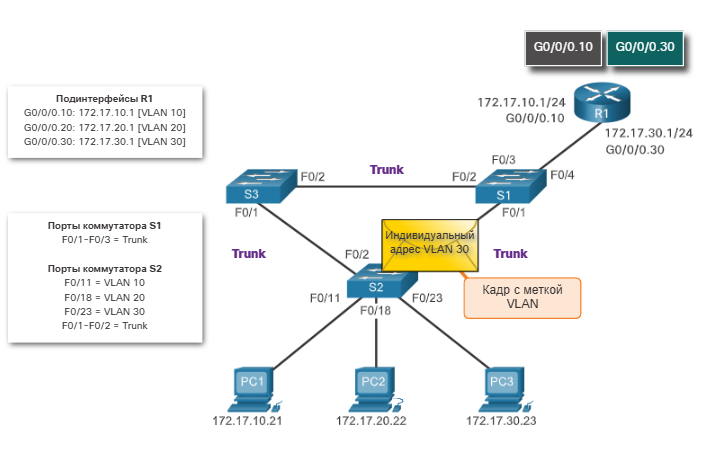 G0/0/0.10
G0/0/0.30
Подинтерфейсы R1
G0/0/0.10: 172.17.10.1 [VLAN 10]
G0/0/0.20: 172.17.20.1 [VLAN 20]
G0/0/0.30: 172.17.30.1 [VLAN 30]
172.17.10.1/24
G0/0/0.10
R1
172.17.30.1/24
G0/0/0.30
F0/3
F0/4
Trunk
F0/2
F0/2
S3
S1
F0/1
F0/1
Порты коммутатора S1
F0/1–F0/3 = Trunk
Порты коммутатора S2
F0/11 = VLAN 10
F0/18 = VLAN 20
F0/23 = VLAN 30
F0/1–F0/2 = Trunk
Trunk
Индивидуальный
адрес VLAN 30
Trunk
F0/2
S2
Кадр с меткой
VLAN
F0/11
F0/18
F0/23
PC1
PC2
PC3
172.17.10.21
172.17.20.22
172.17.30.23